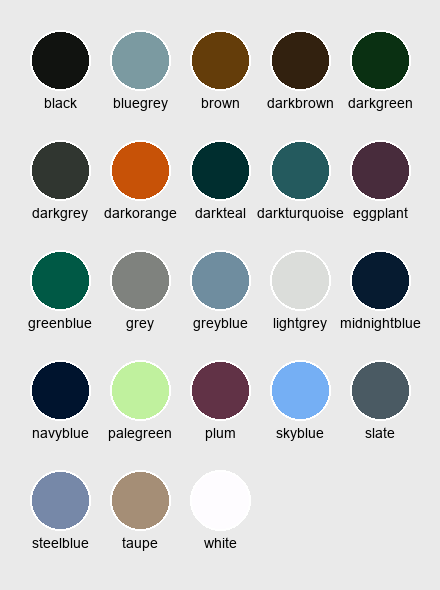 black bluegrey brown darkbrown darkgreen
darkgrey darkorange darkteal darkturquoise eggplant
greenblue grey greyblue lightgrey midnightblue
navyblue palegreen plum skyblue slate
steelblue taupe white